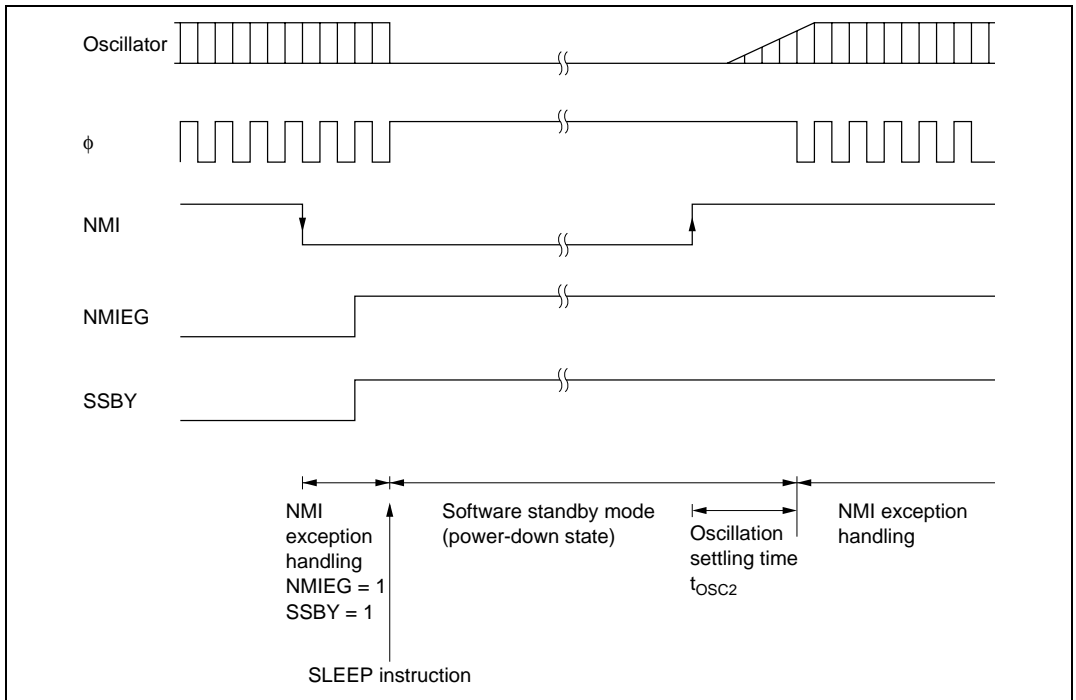 Oscillator
ϕ
NMI
NMIEG
SSBY
NMI
exception
handling
NMIEG = 1
SSBY = 1
Software standby mode
(power-down state)
Oscillation
settling time
tOSC2
NMI exception
handling
SLEEP instruction